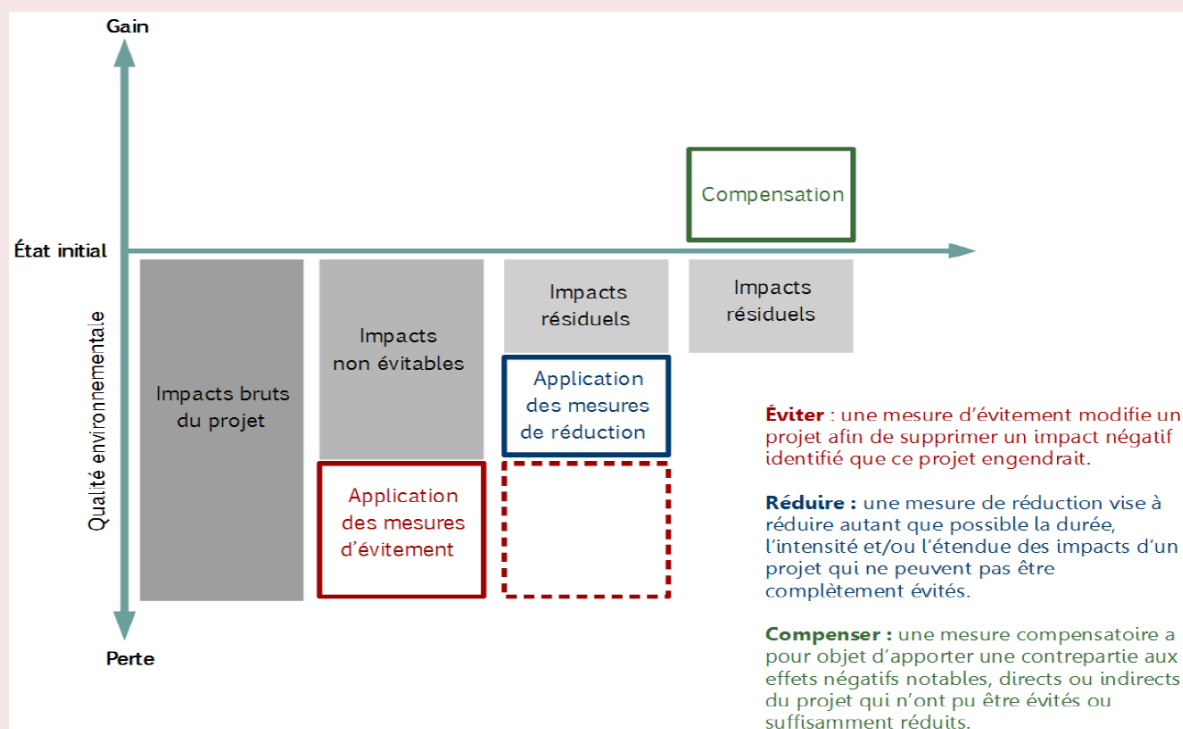 Gain
Compensation
État initial
Impacts bruts
du projet
Impacts
non évitables
Impacts
résiduels
Impacts
résiduels
Application
des mesures
de réduction
Application
des mesures
d'évitement
Qualité environnementale
Perte
Éviter : une mesure d'évitement modifie un
projet afin de supprimer un impact négatif
identifié que ce projet engendrait.
Réduire : une mesure de réduction vise à
réduire autant que possible la durée,
l'intensité et/ou l'étendue des impacts d'un
projet qui ne peuvent pas être
complètement évités.
Compenser : une mesure compensatoire a
pour objet d'apporter une contrepartie aux
effets négatifs notables, directs ou indirects
du projet qui n'ont pu être évités ou
suffisamment réduits.